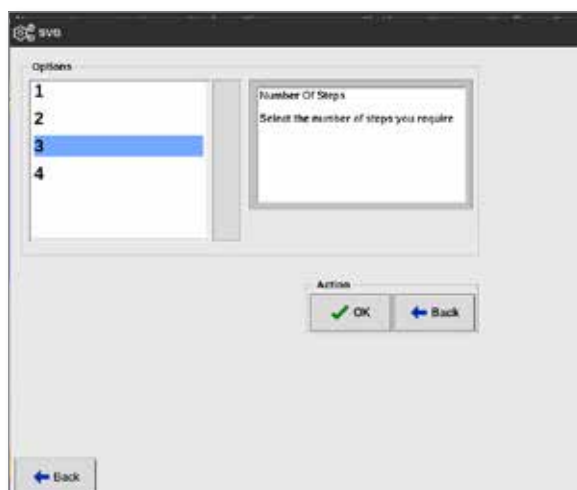 SVG
Options
1
2
3
4
Number Of Steps
Select the number of steps you require
Action
OK
Back
Back